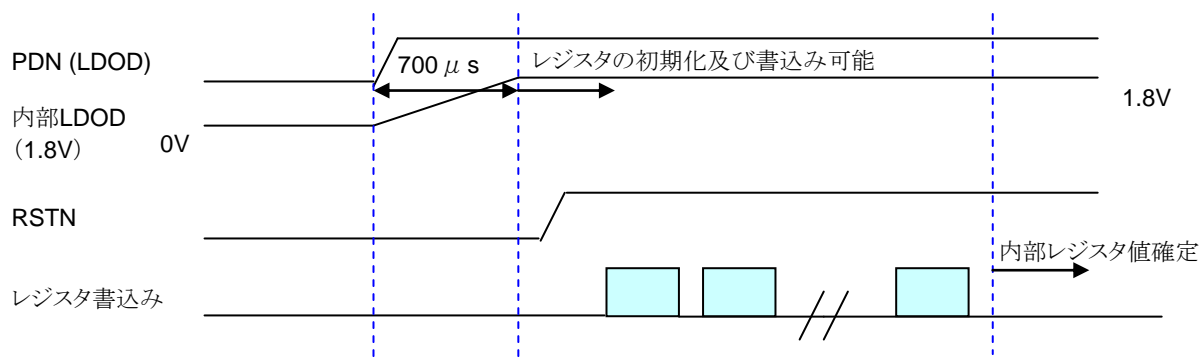 PDN (LDOD)
700 μs
レジスタの初期化及び書込み可能
内部LDOD
(1.8V)
0V
1.8V
RSTN
内部レジスタ値確定
レジスタ書込み